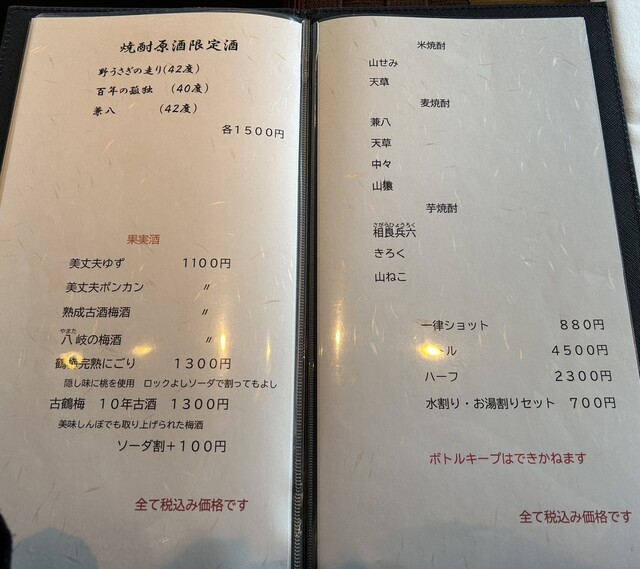 焼酎原酒限定酒
野うさぎの走り(42度)
百年の孤独 (40度)
兼八 (42度)
各1500円
果実酒
美丈夫ゆず 1100円
美丈夫ポンカン 〃
熟成古酒梅酒 〃
やまた
八岐の梅酒 〃
鶴梅完熟にごり 1300円
隠し味に桃を使用 ロックよしソーダで割ってもよし
古鶴梅 10年古酒 1300円
美味しんぼでも取り上げられた梅酒
ソーダ割+100円
全て税込み価格です
米焼酎
山せみ
天草
麦焼酎
兼八
天草
中々
山猿
芋焼酎
さがらひょうろく
相良兵六
きろく
山ねこ
一律ショット 880円
トル 4500円
ハーフ 2300円
水割り・お湯割りセット 700円
ボトルキープはできかねます
全て税込み価格です